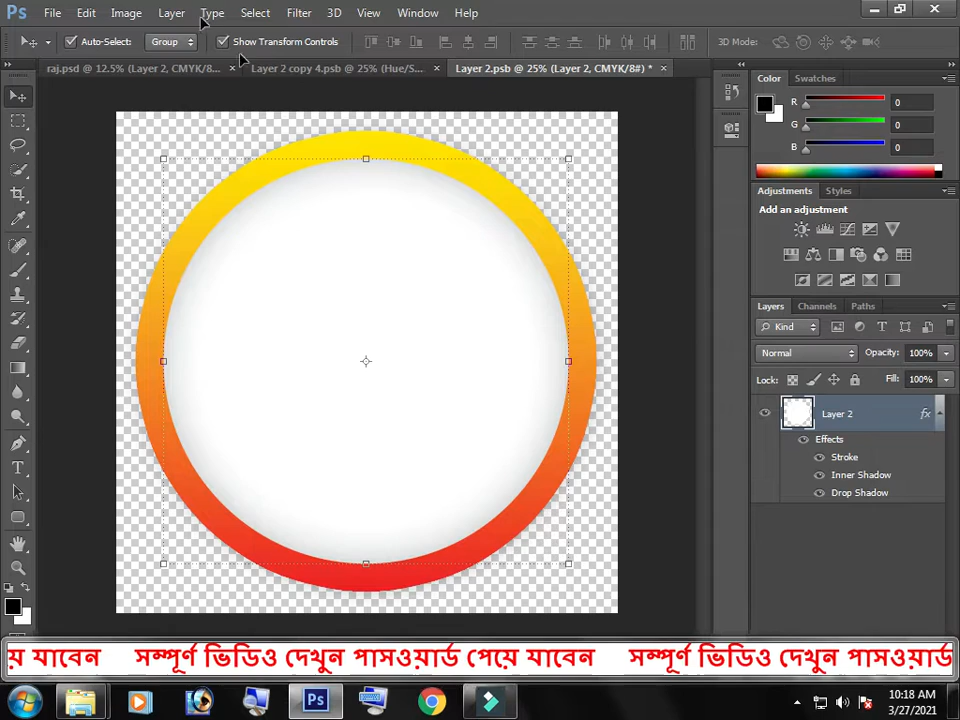 Ps File Edit Image Layer Type Select Filter 3D View Window Help
Auto-Select: Group Show Transform Controls 3D Mode:
raj.psd @ 12.5% (Layer 2, CMYK/8... × Layer 2 copy 4.psb @ 25% (Hue/S... × Layer 2.psb @ 25% (Layer 2, CMYK/8#) * ×
Color Swatches
R 0
G 0
B 0
Adjustments Styles
Add an adjustment
Layers Channels Paths
Kind
Normal Opacity: 100%
Lock: Fill: 100%
Layer 2 fx
Effects
Stroke
Inner Shadow
Drop Shadow
য়ে যাবেন সম্পূর্ণ ভিডিও দেখুন পাসওয়ার্ড পেয়ে যাবেন সম্পূর্ণ ভিডিও দেখুন পাসওয়ার্ড
Ps 10:18 AM
3/27/2021